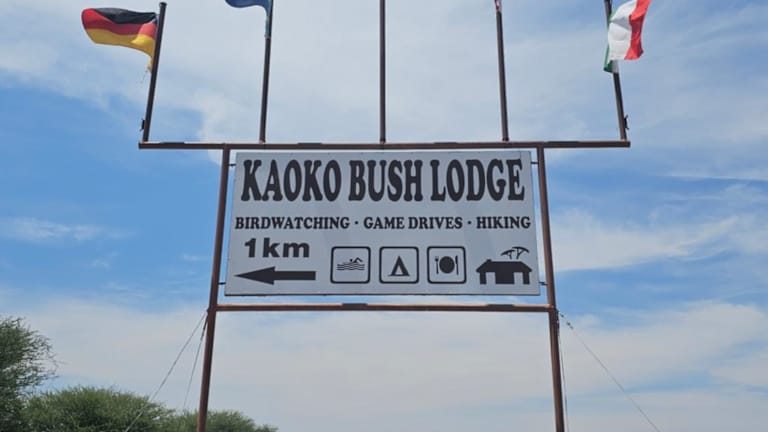 KAOKO BUSH LODGE
BIRDWATCHING · GAME DRIVES · HIKING
1km